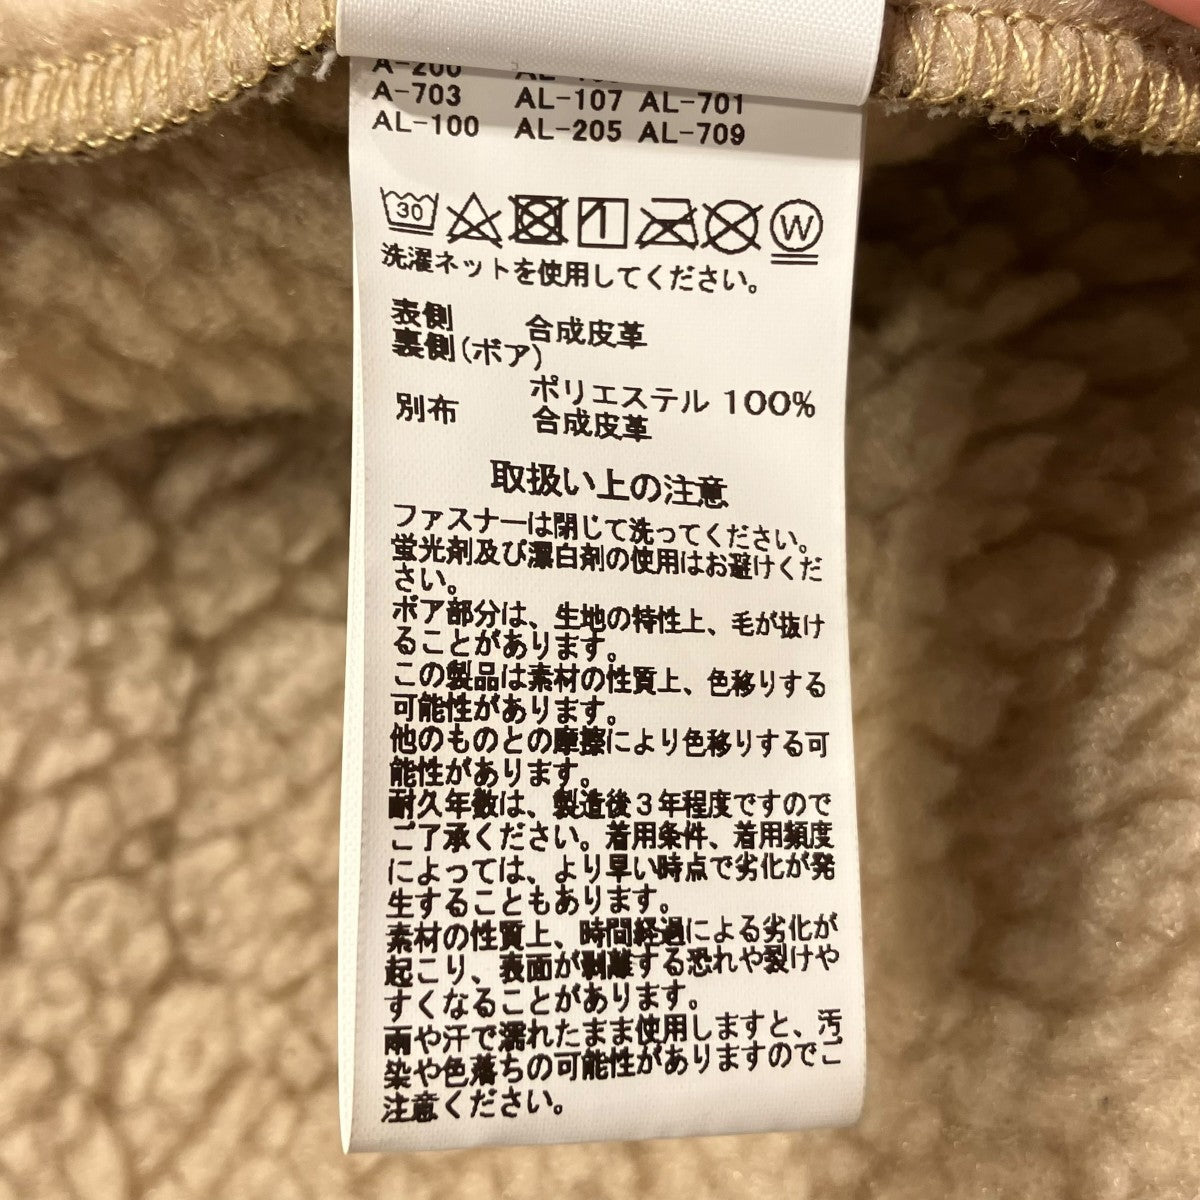 A-200
A-703 AL-107 AL-701
AL-100 AL-205 AL-709
30 W
洗濯ネットを使用してください。
表側 合成皮革
裏側(ボア)
ポリエステル 100%
別布 合成皮革
取扱い上の注意
ファスナーは閉じて洗ってください。
蛍光剤及び漂白剤の使用はお避けくだ
さい。
ボア部分は、生地の特性上、毛が抜け
ることがあります。
この製品は素材の性質上、色移りする
可能性があります。
他のものとの摩擦により色移りする可
能性があります。
耐久年数は、製造後3年程度ですので
ご了承ください。着用条件、着用頻度
によっては、より早い時点で劣化が発
生することもあります。
素材の性質上、時間経過による劣化が
起こり、表面が剥離する恐れや裂けや
すくなることがあります。
雨や汗で濡れたまま使用しますと、汚
染や色落ちの可能性がありますのでご
注意ください。